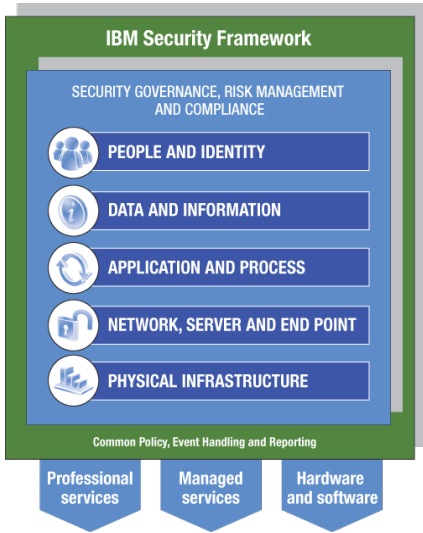 IBM Security Framework
SECURITY GOVERNANCE, RISK MANAGEMENT
AND COMPLIANCE
PEOPLE AND IDENTITY
DATA AND INFORMATION
APPLICATION AND PROCESS
NETWORK, SERVER AND END POINT
PHYSICAL INFRASTRUCTURE
Common Policy, Event Handling and Reporting
Professional
services
Managed
services
Hardware
and software